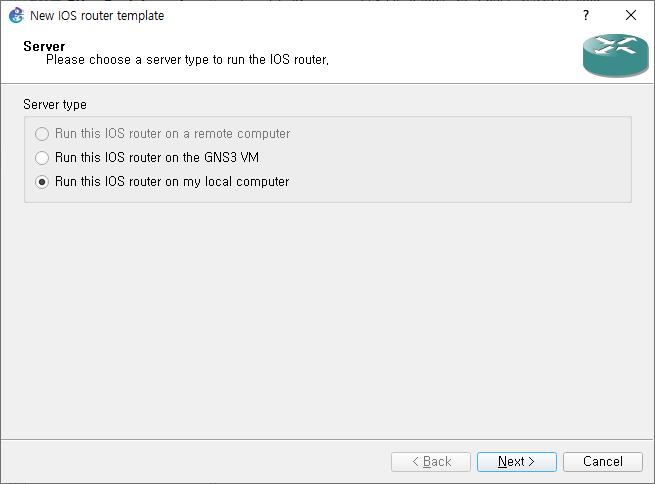 New IOS router template
?
Server
Please choose a server type to run the IOS router.
Server type
Run this IOS router on a remote computer
Run this IOS router on the GNS3 VM
Run this IOS router on my local computer
< Back
Next >
Cancel